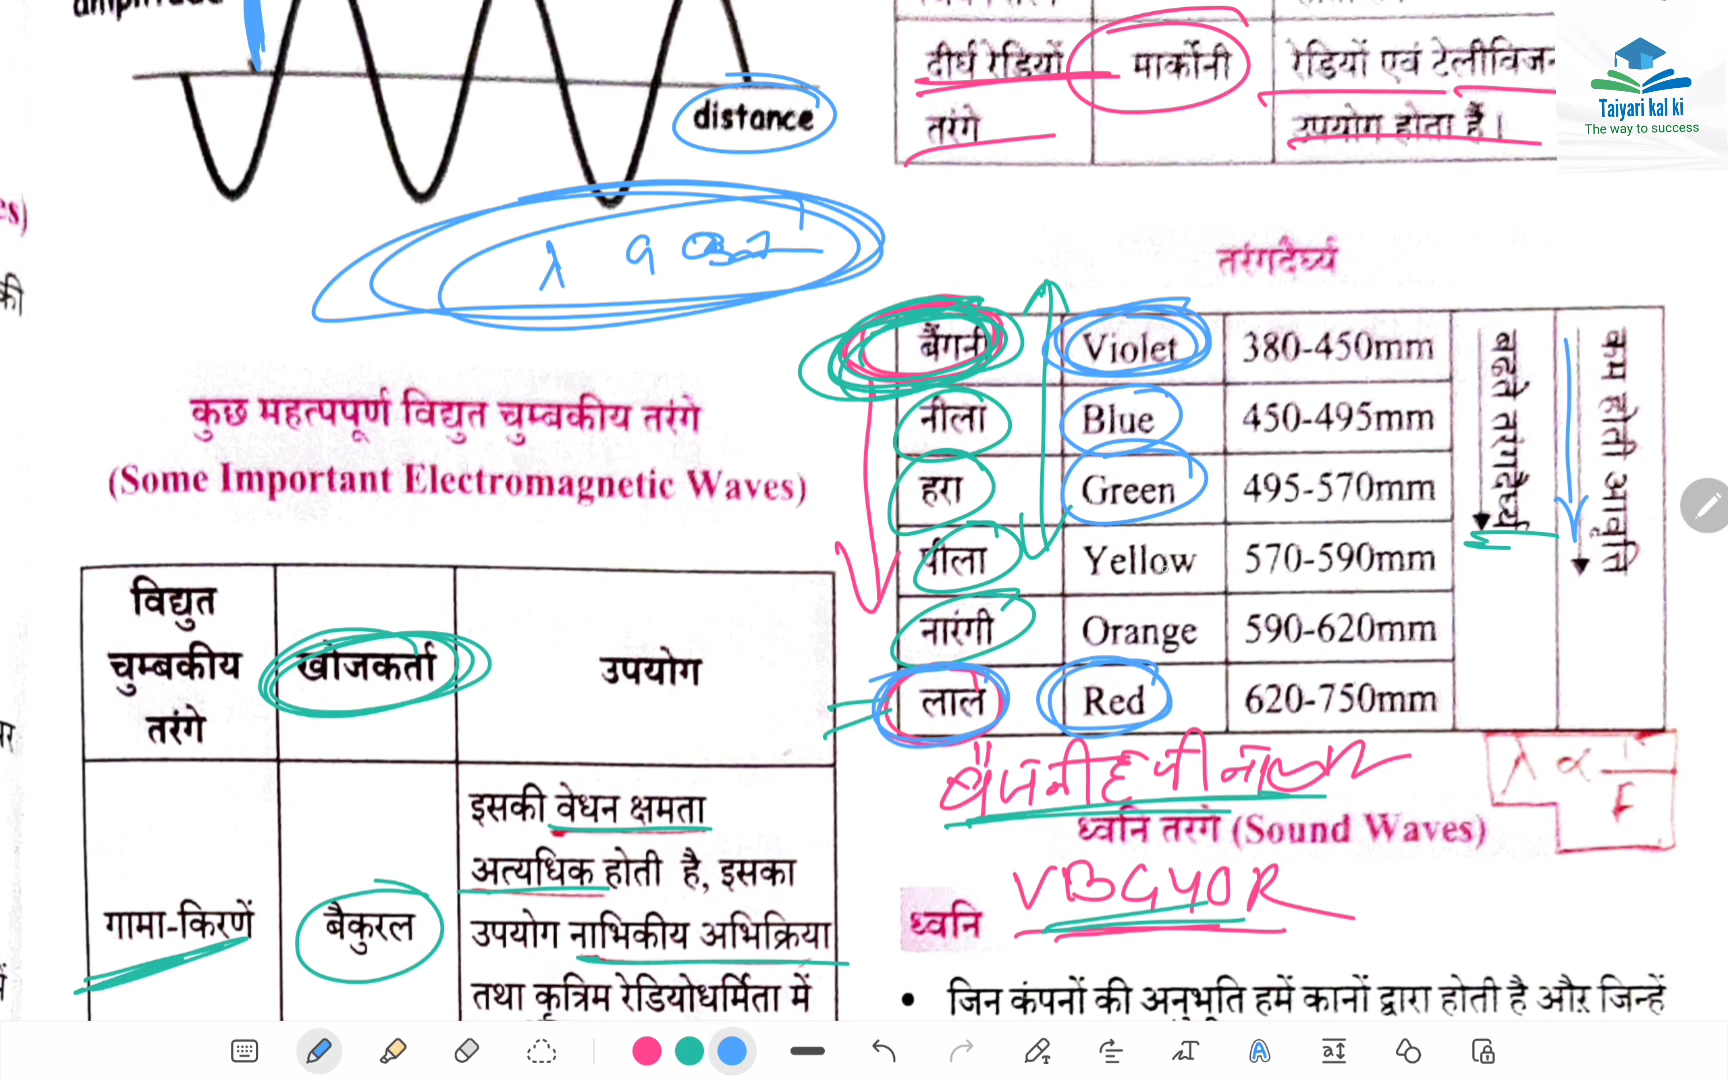 amplitude
distance
दीर्घ रेडियों
तरंगे
मार्कोनी
रेडियों एवं टेलीविजन
उपयोग होता है।
Taiyari kal ki
The way to success
es)
की
λ
तरंगदैर्घ्य
बैंगनी Violet 380-450mm
नीला Blue 450-495mm
हरा Green 495-570mm
पीला Yellow 570-590mm
नारंगी Orange 590-620mm
लाल Red 620-750mm
बढ़ते तरंगदैर्घ्य
कम होती आवृत्ति
कुछ महत्पपूर्ण विद्युत चुम्बकीय तरंगे
(Some Important Electromagnetic Waves)
विद्युत
चुम्बकीय
तरंगे
खोजकर्ता
उपयोग
गामा-किरणें
बैकुरल
इसकी वेधन क्षमता
अत्यधिक होती है, इसका
उपयोग नाभिकीय अभिक्रिया
तथा कृत्रिम रेडियोधर्मिता में
λ ∝ 1/F
ध्वनि तरंग (Sound Waves)
VBGYOR
ध्वनि
• जिन कंपनों की अनुभूति हमें कानों द्वारा होती है और जिन्हें